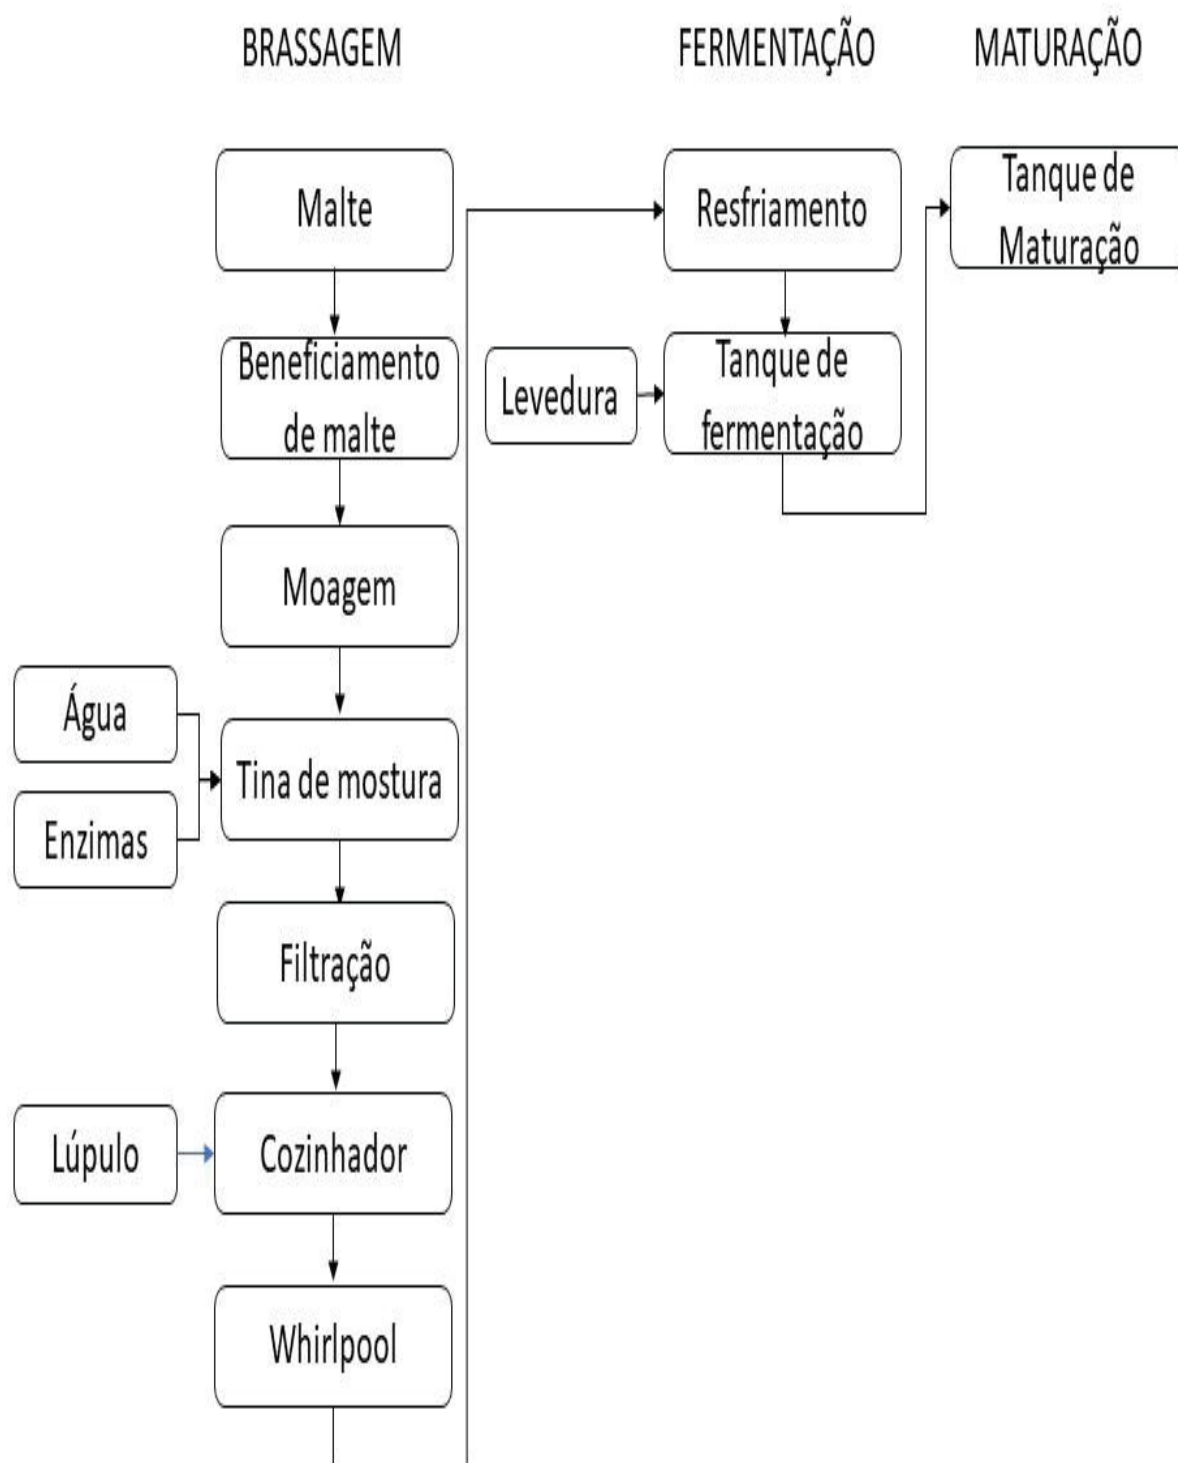 BRASSAGEM
FERMENTAÇÃO
MATURAÇÃO
Malte
Beneficiamento
de malte
Moagem
Água
Enzimas
Tina de mostura
Filtração
Lúpulo
Cozinhador
Whirlpool
Resfriamento
Levedura
Tanque de
fermentação
Tanque de
Maturação